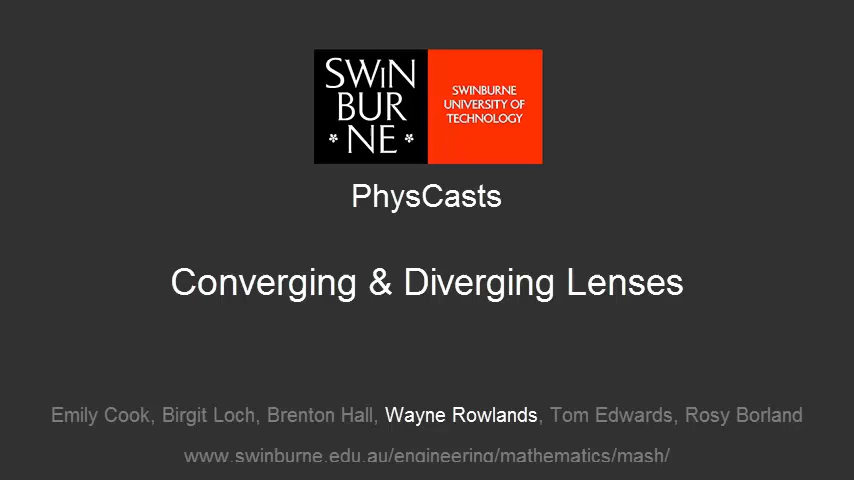 SWIN
BUR
* NE *
SWINBURNE
UNIVERSITY OF
TECHNOLOGY
PhysCasts
Converging & Diverging Lenses
Emily Cook, Birgit Loch, Brenton Hall, Wayne Rowlands, Tom Edwards, Rosy Borland
www.swinburne.edu.au/engineering/mathematics/mash/